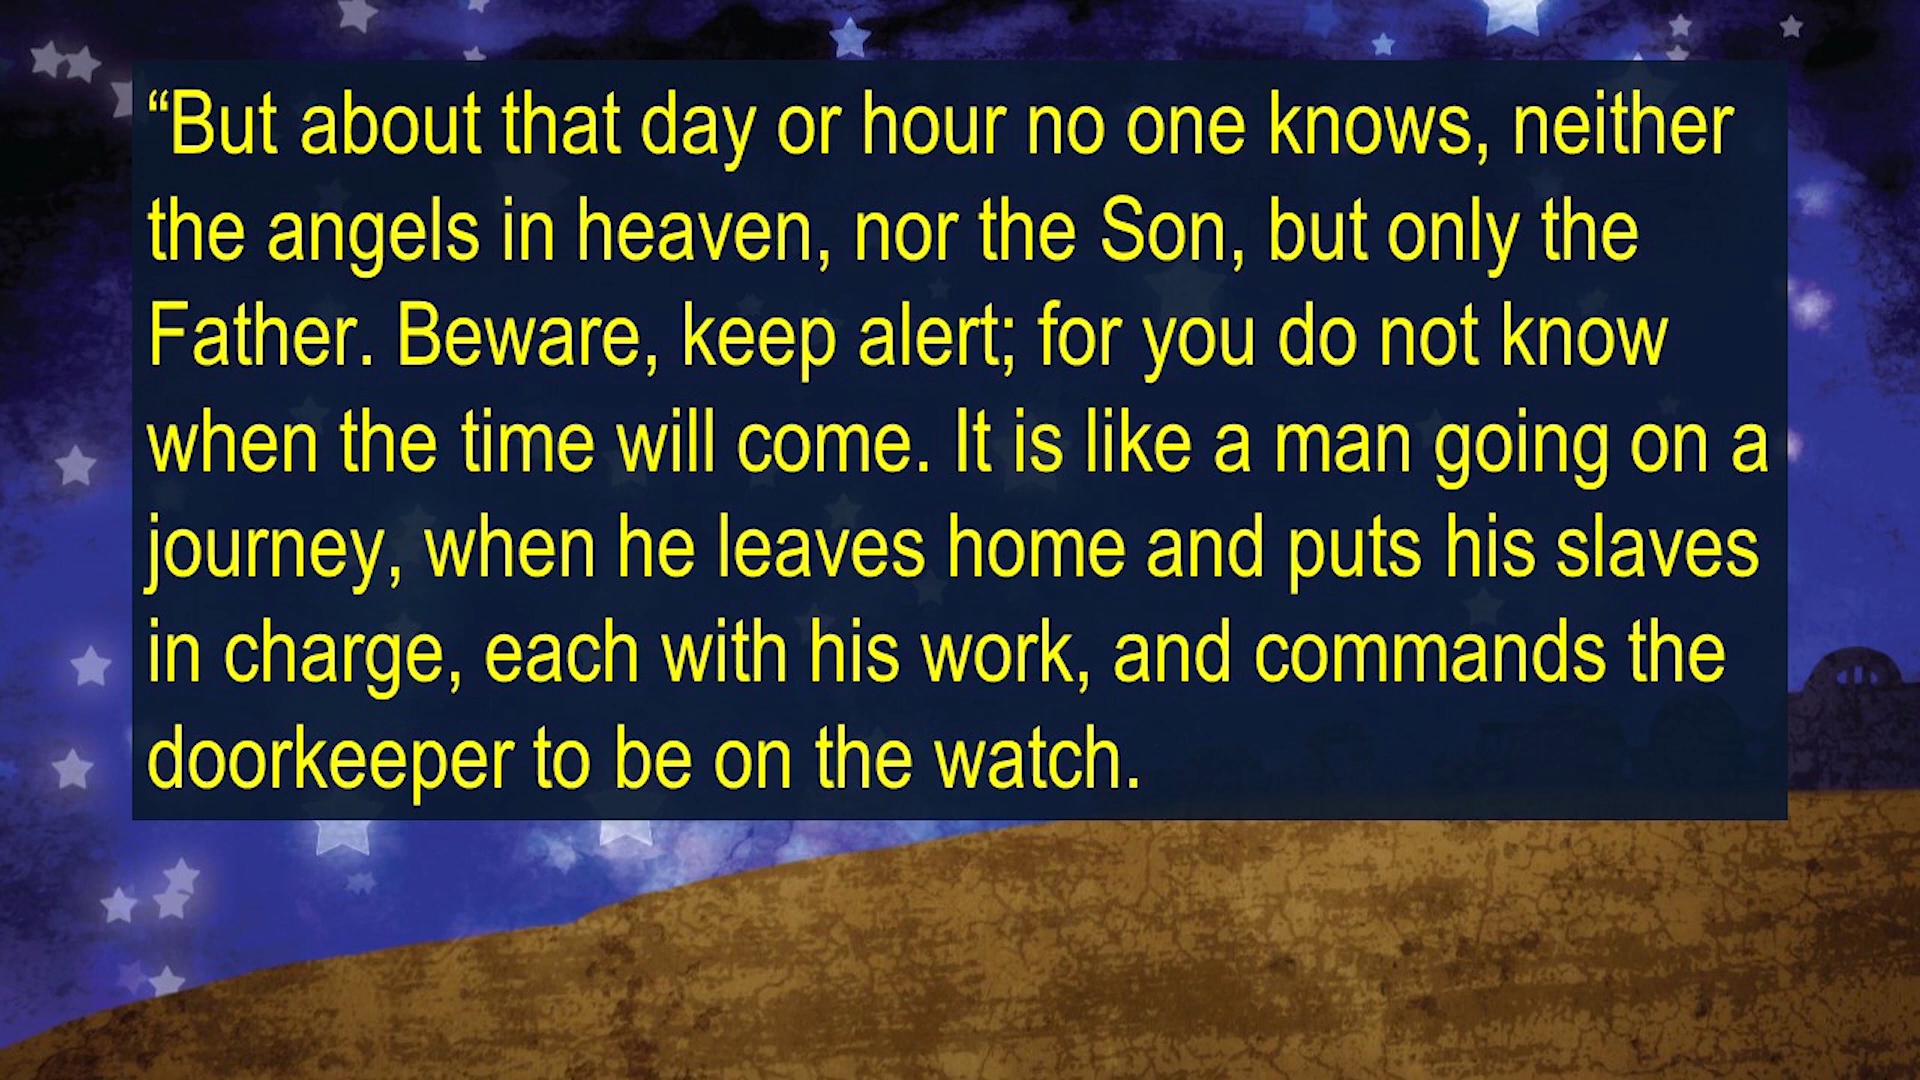 “But about that day or hour no one knows, neither
the angels in heaven, nor the Son, but only the
Father. Beware, keep alert; for you do not know
when the time will come. It is like a man going on a
journey, when he leaves home and puts his slaves
in charge, each with his work, and commands the
doorkeeper to be on the watch.